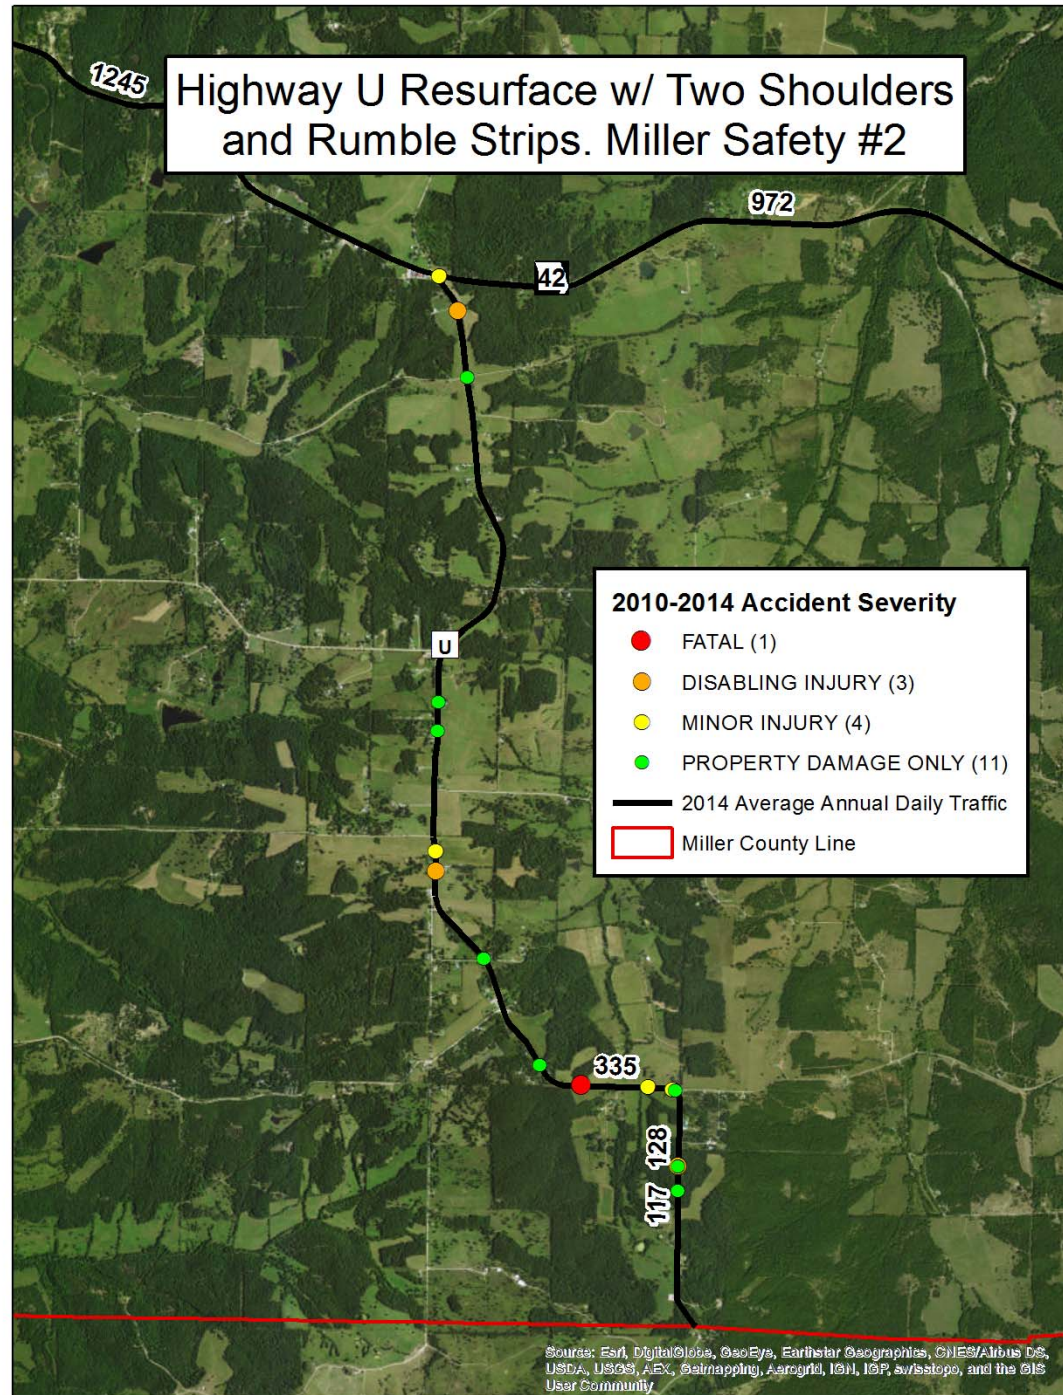 1245
Highway U Resurface w/ Two Shoulders
and Rumble Strips. Miller Safety #2
972
42
2010-2014 Accident Severity
FATAL (1)
DISABLING INJURY (3)
MINOR INJURY (4)
PROPERTY DAMAGE ONLY (11)
2014 Average Annual Daily Traffic
Miller County Line
U
335
128
117
Source: Esri, DigitalGlobe, GeoEye, Earthstar Geographics, CNES/Airbus DS,
USDA, USGS, AEX, Getmapping, Aerogrid, IGN, IGP, swisstopo, and the GIS
User Community